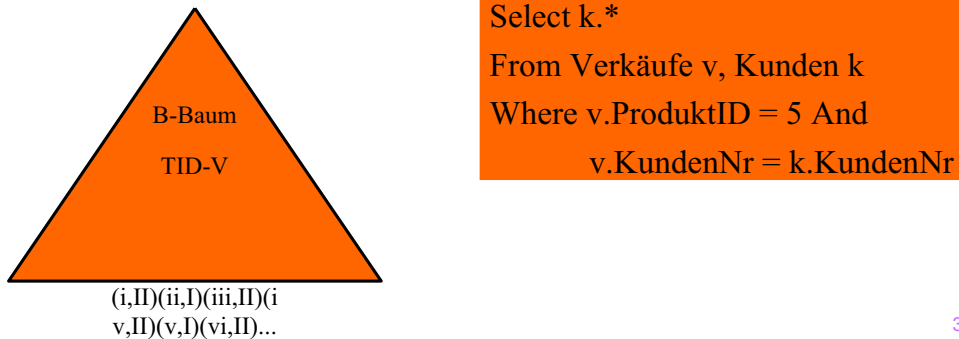 B-Baum
TID-V
(i,II)(ii,I)(iii,II)(i
v,II)(v,I)(vi,II)...
Select k.*
From Verkäufe v, Kunden k
Where v.ProduktID = 5 And
v.KundenNr = k.KundenNr